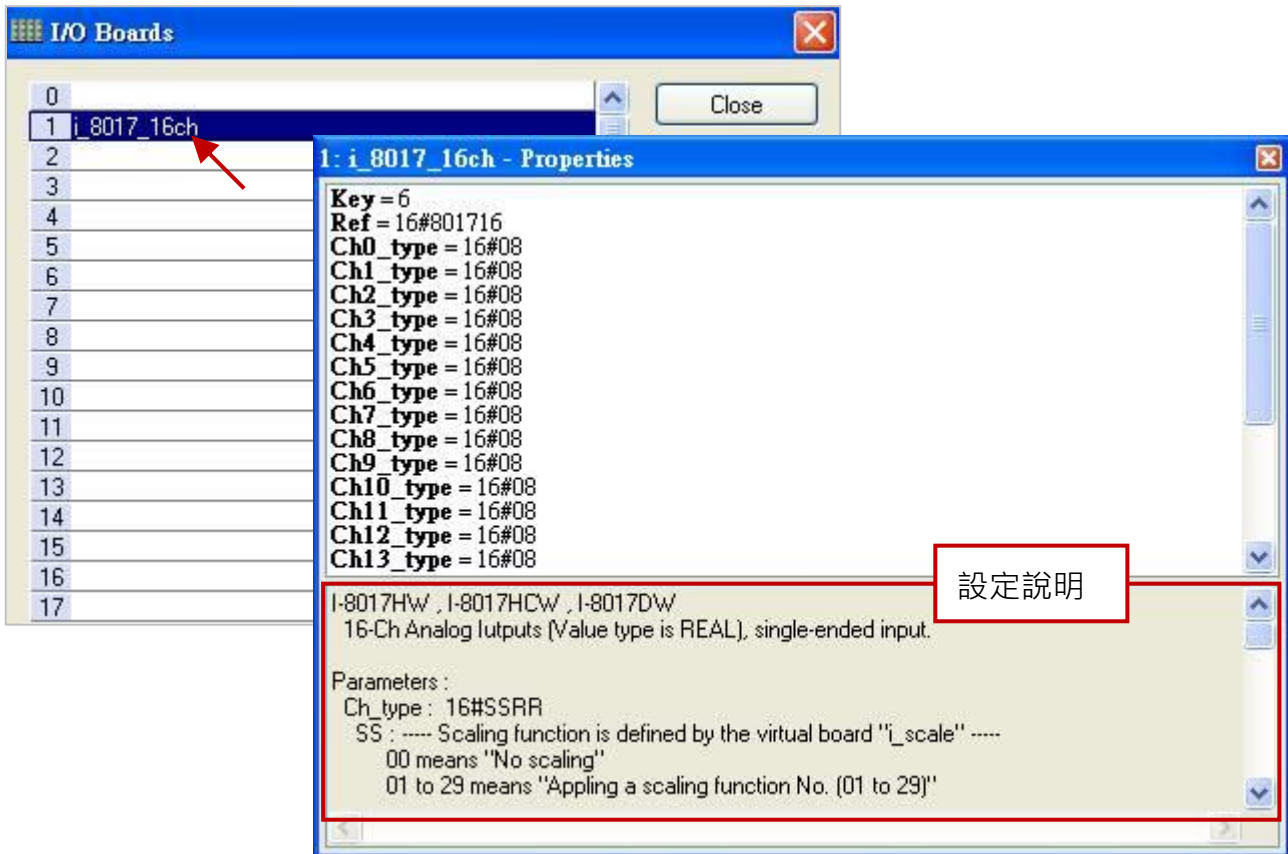 I/O Boards
0
Close
1 i_8017_16ch
2
3
4
5
6
7
8
9
10
11
12
13
14
15
16
17
1: i_8017_16ch - Properties
Key = 6
Ref = 16#801716
Ch0_type = 16#08
Ch1_type = 16#08
Ch2_type = 16#08
Ch3_type = 16#08
Ch4_type = 16#08
Ch5_type = 16#08
Ch6_type = 16#08
Ch7_type = 16#08
Ch8_type = 16#08
Ch9_type = 16#08
Ch10_type = 16#08
Ch11_type = 16#08
Ch12_type = 16#08
Ch13_type = 16#08
設定說明
I-8017HW , I-8017HCW , I-8017DW
16-Ch Analog Iutputs (Value type is REAL), single-ended input.
Parameters :
Ch_type : 16#SSRR
SS : ----- Scaling function is defined by the virtual board "i_scale" -----
00 means "No scaling"
01 to 29 means "Appling a scaling function No. (01 to 29)"